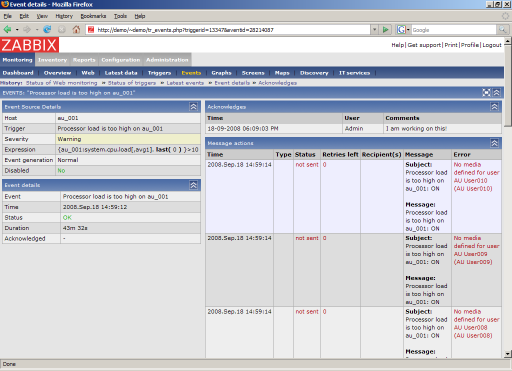 Event details - Mozilla Firefox
File Edit View History Bookmarks Tools Help
http://demo/~demo/tr_events.php?triggerid=13347&eventid=28214087
Google
ZABBIX
Help | Get support | Print | Profile | Logout
Monitoring Inventory Reports Configuration Administration
Dashboard Overview Web Latest data Triggers Events Graphs Screens Maps Discovery IT services
History: Status of Web monitoring » Status of triggers » Latest events » Event details » Acknowledges
EVENTS: "Processor load is too high on au_001"
Event Source Details
Host au_001
Trigger Processor load is too high on au_001
Severity Warning
Expression {au_001:system.cpu.load[,avg1].last( 0 ) }>10
Event generation Normal
Disabled No
Event details
Event Processor load is too high on au_001
Time 2008.Sep.18 14:59:12
Status OK
Duration 43m 32s
Acknowledged -
Acknowledges
Time User Comments
18-09-2008 06:09:03 PM Admin I am working on this!
Message actions
Time Type Status Retries left Recipient(s) Message Error
2008.Sep.18 14:59:14 not sent 0 Subject: No media
Processor load defined for user
is too high on AU User010
au_001: ON (AU User010)
Message:
Processor load
is too high on
au_001: ON
2008.Sep.18 14:59:14 not sent 0 Subject: No media
Processor load defined for user
is too high on AU User009
au_001: ON (AU User009)
Message:
Processor load
is too high on
au_001: ON
2008.Sep.18 14:59:14 not sent 0 Subject: No media
Processor load defined for user
is too high on AU User008
au_001: ON (AU User008)
Message:
Processor load
Done